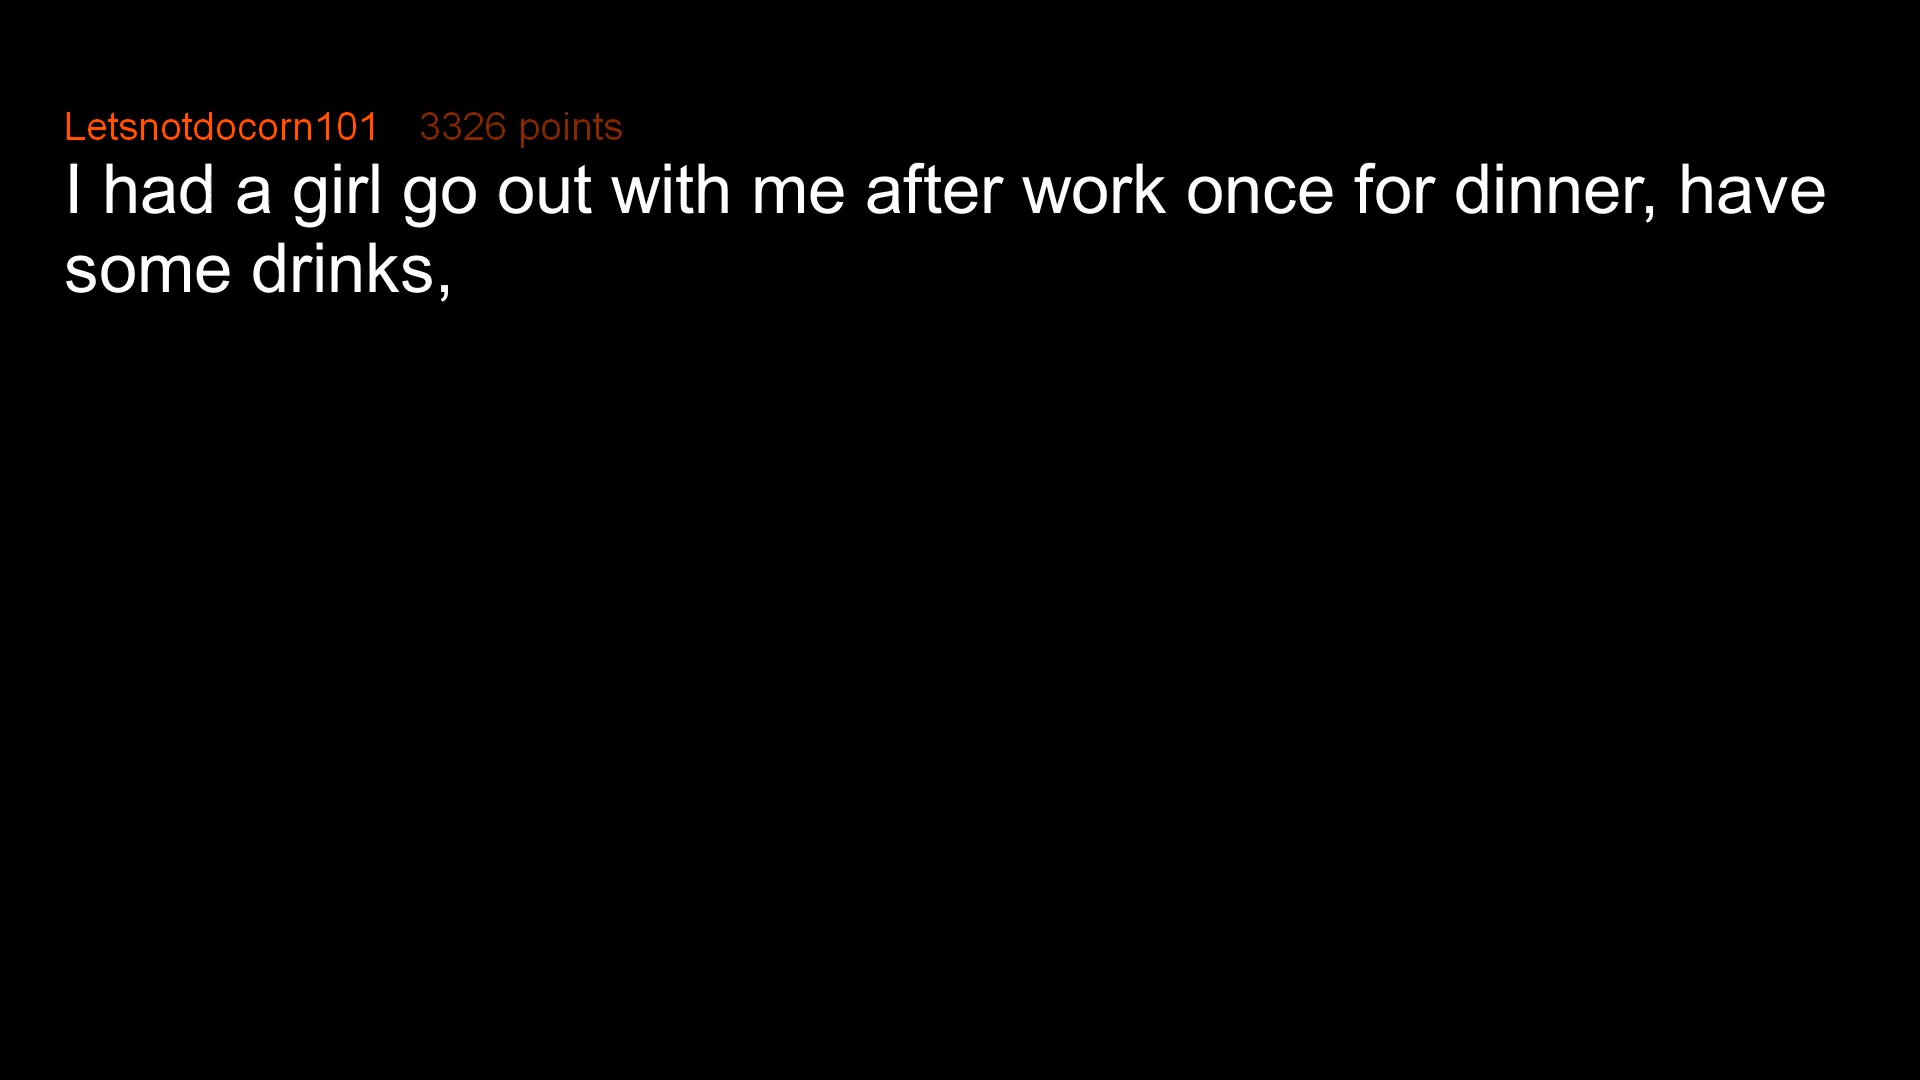 Letsnotdocorn101 3326 points
I had a girl go out with me after work once for dinner, have
some drinks,